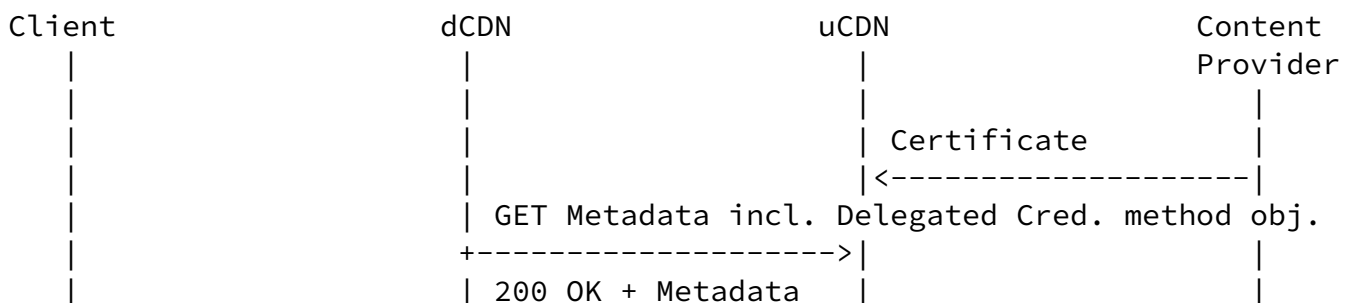 Client                dCDN               uCDN               Content
   |                   |                   |                Provider
   |                   |                   |                   |
   |                   |                   | Certificate       |
   |                   |                   |<------------------|
   |                   | GET Metadata incl. Delegated Cred. method obj.
   |                   +------------------>|                   |
   |                   | 200 OK + Metadata |                   |